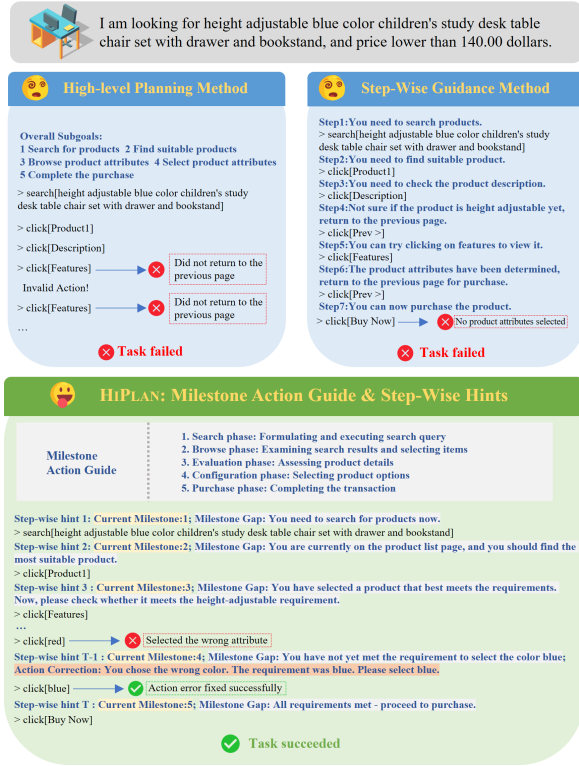 I am looking for height adjustable blue color children's study desk table
chair set with drawer and bookstand, and price lower than 140.00 dollars.
High-level Planning Method
Overall Subgoals:
1 Search for products 2 Find suitable products
3 Browse product attributes 4 Select product attributes
5 Complete the purchase
> search[height adjustable blue color children's study
desk table chair set with drawer and bookstand]
> click[Product1]
> click[Description]
> click[Features]
Did not return to the
previous page
Invalid Action!
> click[Features]
Did not return to the
previous page
...
Task failed
Step-Wise Guidance Method
Step1:You need to search products.
> search[height adjustable blue color children's study
desk table chair set with drawer and bookstand]
Step2:You need to find suitable product.
> click[Product1]
Step3:You need to check the product description.
> click[Description]
Step4:Not sure if the product is height adjustable yet,
return to the previous page.
> click[Prev >]
Step5:You can try clicking on features to view it.
> click[Features]
Step6:The product attributes have been determined,
return to the previous page for purchase.
> click[Prev >]
Step7:You can now purchase the product.
> click[Buy Now]
No product attributes selected
Task failed
HIPLAN: Milestone Action Guide & Step-Wise Hints
Milestone
Action Guide
1. Search phase: Formulating and executing search query
2. Browse phase: Examining search results and selecting items
3. Evaluation phase: Assessing product details
4. Configuration phase: Selecting product options
5. Purchase phase: Completing the transaction
Step-wise hint 1: Current Milestone:1; Milestone Gap: You need to search for products now.
> search[height adjustable blue color children's study desk table chair set with drawer and bookstand]
Step-wise hint 2: Current Milestone:2; Milestone Gap: You are currently on the product list page, and you should find the
most suitable product.
> click[Product1]
Step-wise hint 3 : Current Milestone:3; Milestone Gap: You have selected a product that best meets the requirements.
Now, please check whether it meets the height-adjustable requirement.
> click[Features]
...
> click[red]
Selected the wrong attribute
Step-wise hint T-1 : Current Milestone:4; Milestone Gap: You have not yet met the requirement to select the color blue;
Action Correction: You chose the wrong color. The requirement was blue. Please select blue.
> click[blue]
Action error fixed successfully
Step-wise hint T : Current Milestone:5; Milestone Gap: All requirements met - proceed to purchase.
> click[Buy Now]
Task succeeded